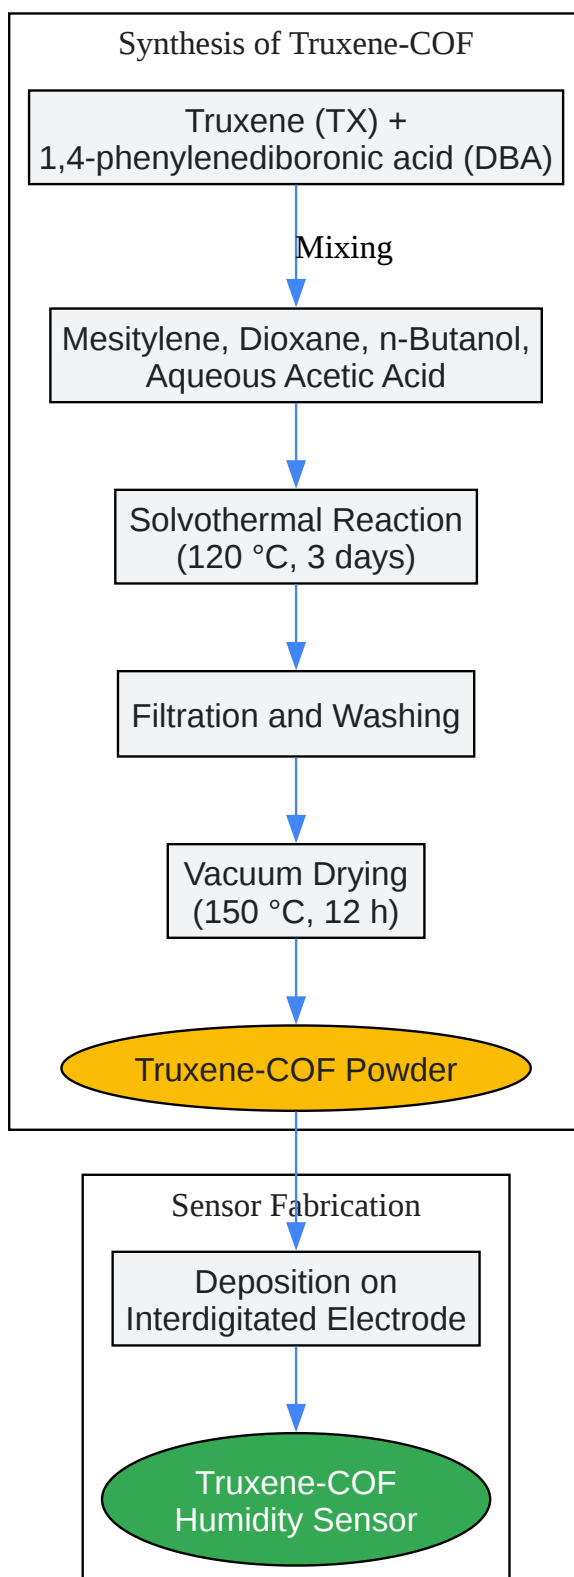 Synthesis of Truxene-COF
Truxene (TX) +
1,4-phenylenediboronic acid (DBA)
Mixing
Mesitylene, Dioxane, n-Butanol,
Aqueous Acetic Acid
Solvothermal Reaction
(120 °C, 3 days)
Filtration and Washing
Vacuum Drying
(150 °C, 12 h)
Truxene-COF Powder
Sensor Fabrication
Deposition on
Interdigitated Electrode
Truxene-COF
Humidity Sensor